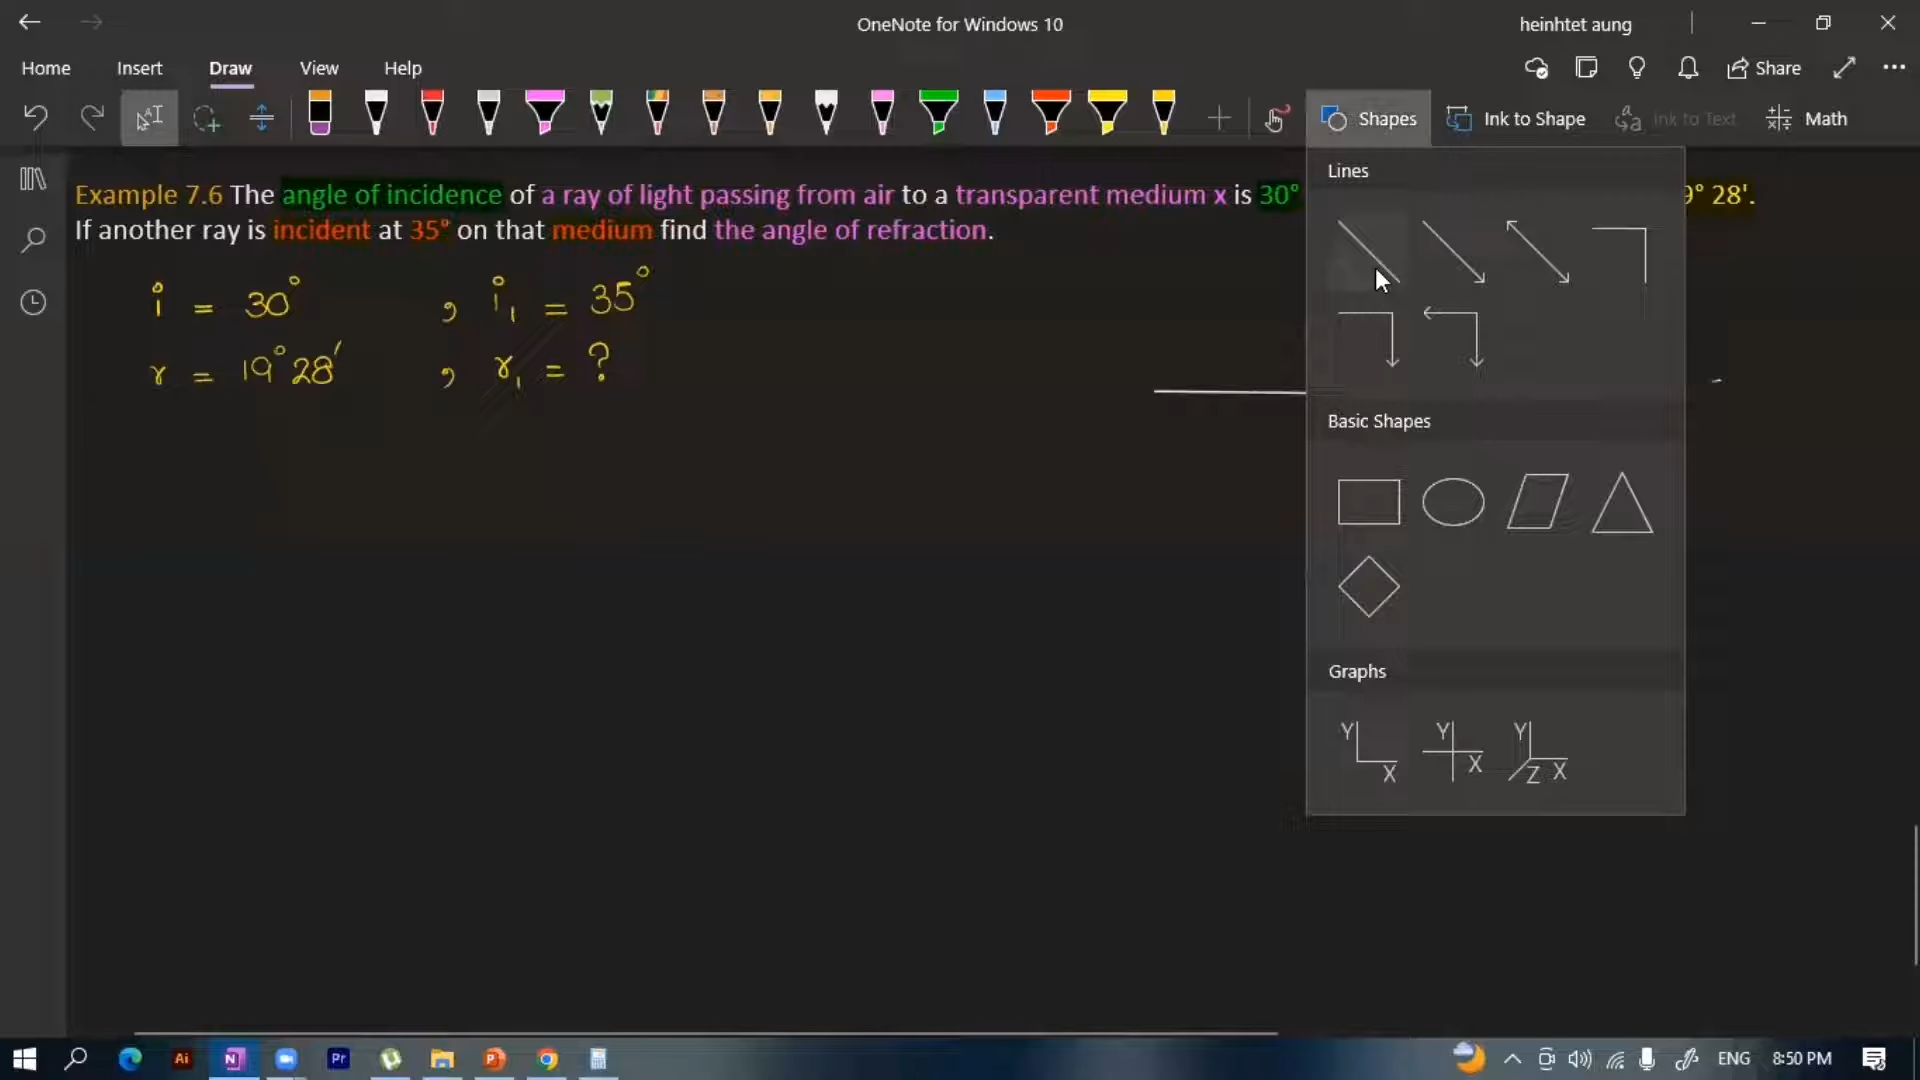 OneNote for Windows 10
heinhtet aung
Home Insert Draw View Help
Share
Shapes
Ink to Shape
Ink to Text
Math
Example 7.6 The angle of incidence of a ray of light passing from air to a transparent medium x is 30° 9° 28'.
If another ray is incident at 35° on that medium find the angle of refraction.
i = 30° , i₁ = 35°
r = 19° 28' , r₁ = ?
Lines
Basic Shapes
Graphs
Y X
Y X
Y Z X
ENG
8:50 PM